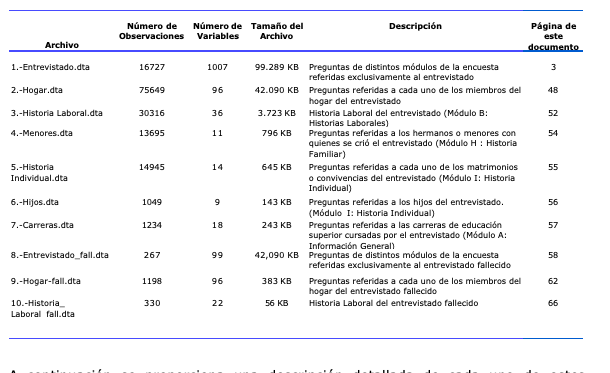 Archivo Número de Observaciones Número de Variables Tamaño del Archivo Descripción Página de este documento
1.-Entrevistado.dta 16727 1007 99.289 KB Preguntas de distintos módulos de la encuesta
referidas exclusivamente al entrevistado 3
2.-Hogar.dta 75649 96 42.090 KB Preguntas referidas a cada uno de los miembros del
hogar del entrevistado 48
3.-Historia Laboral.dta 30316 36 3.723 KB Historia Laboral del entrevistado (Módulo B:
Historias Laborales) 52
4.-Menores.dta 13695 11 796 KB Preguntas referidas a los hermanos o menores con
quienes se crió el entrevistado (Módulo H : Historia
Familiar) 54
5.-Historia
Individual.dta 14945 14 645 KB Preguntas referidas a cada uno de los matrimonios
o convivencias del entrevistado (Módulo I: Historia
Individual) 55
6.-Hijos.dta 1049 9 143 KB Preguntas referidas a los hijos del entrevistado.
(Módulo I: Historia Individual) 56
7.-Carreras.dta 1234 18 243 KB Preguntas referidas a las carreras de educación
superior cursadas por el entrevistado (Módulo A:
Información General) 57
8.-Entrevistado_fall.dta 267 99 42,090 KB Preguntas de distintos módulos de la encuesta
referidas exclusivamente al entrevistado fallecido 58
9.-Hogar-fall.dta 1198 96 383 KB Preguntas referidas a cada uno de los miembros del
hogar del entrevistado fallecido 62
10.-Historia_
Laboral fall.dta 330 22 56 KB Historia Laboral del entrevistado fallecido 66
A continuación se proporciona una descripción detallada de cada uno de estos